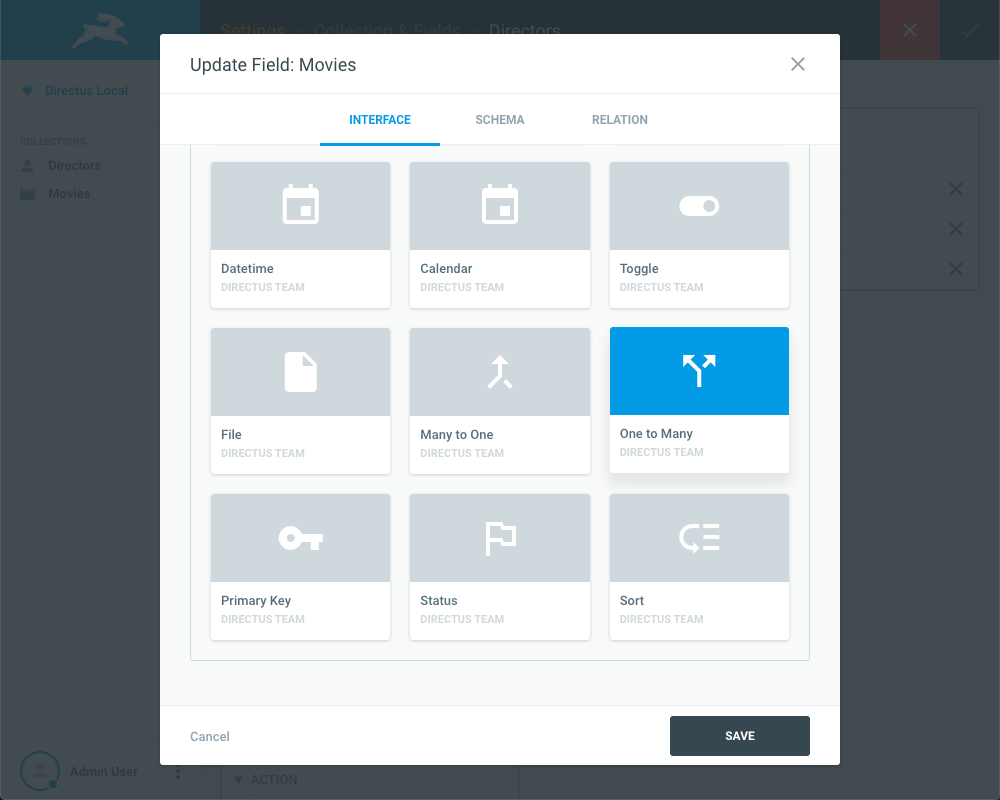 Settings > Collection & Fields > Directors
Directus Local
COLLECTIONS
Directors
Movies
Update Field: Movies
INTERFACE
SCHEMA
RELATION
Datetime
DIRECTUS TEAM
Calendar
DIRECTUS TEAM
Toggle
DIRECTUS TEAM
File
DIRECTUS TEAM
Many to One
DIRECTUS TEAM
One to Many
DIRECTUS TEAM
Primary Key
DIRECTUS TEAM
Status
DIRECTUS TEAM
Sort
DIRECTUS TEAM
Cancel
SAVE
Admin User
ACTION